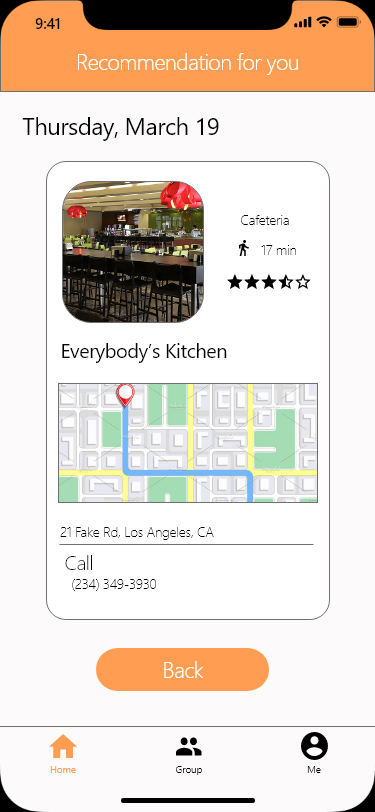 9:41
Recommendation for you
Thursday, March 19
Cafeteria
17 min
Everybody's Kitchen
21 Fake Rd, Los Angeles, CA
Call
(234) 349-3930
Back
Home
Group
Me